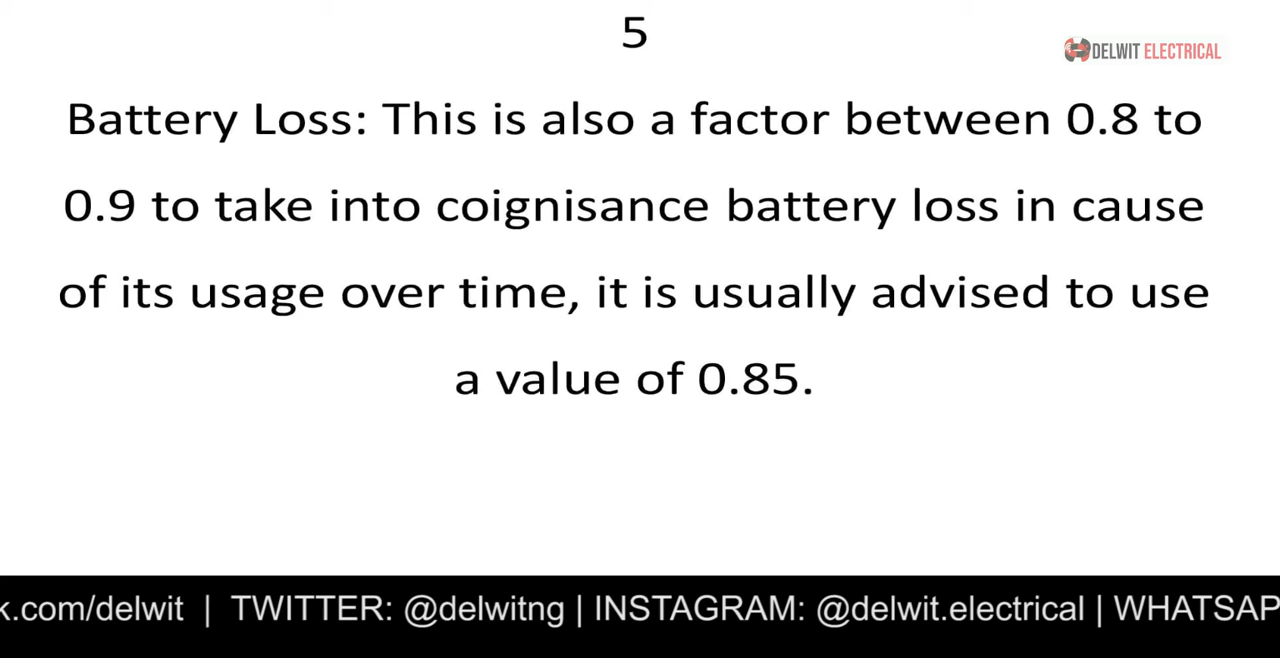 5
DELWIT ELECTRICAL
Battery Loss: This is also a factor between 0.8 to
0.9 to take into coignisance battery loss in cause
of its usage over time, it is usually advised to use
a value of 0.85.
k.com/delwit | TWITTER: @delwitng | INSTAGRAM: @delwit.electrical | WHATSAP